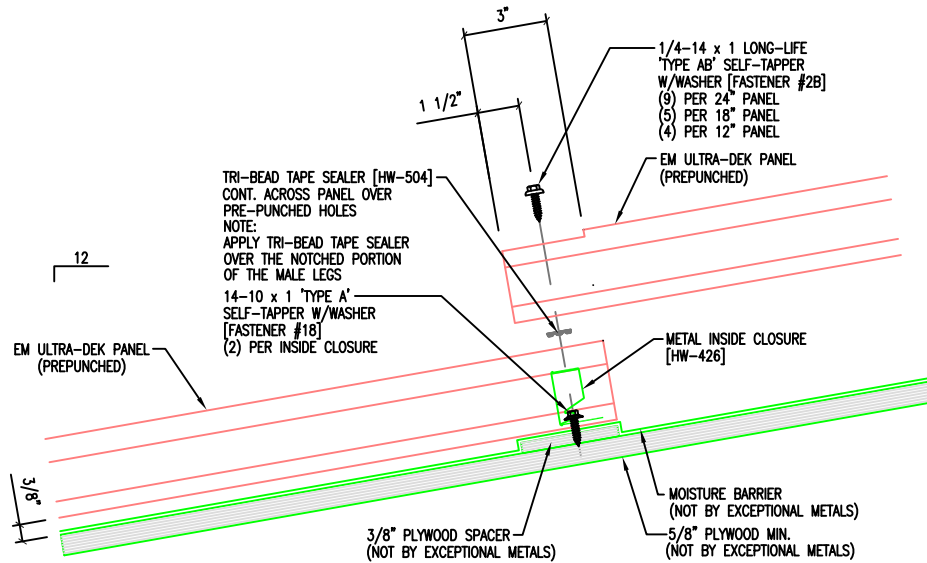 3"
1/4-14 x 1 LONG-LIFE
'TYPE AB' SELF-TAPPER
W/WASHER [FASTENER #2B]
(9) PER 24" PANEL
(5) PER 18" PANEL
(4) PER 12" PANEL
1 1/2"
EM ULTRA-DEK PANEL
(PREPUNCHED)
TRI-BEAD TAPE SEALER [HW-504]
CONT. ACROSS PANEL OVER
PRE-PUNCHED HOLES
NOTE:
APPLY TRI-BEAD TAPE SEALER
OVER THE NOTCHED PORTION
OF THE MALE LEGS
12
14-10 x 1 'TYPE A'
SELF-TAPPER W/WASHER
[FASTENER #18]
(2) PER INSIDE CLOSURE
METAL INSIDE CLOSURE
[HW-426]
EM ULTRA-DEK PANEL
(PREPUNCHED)
3/8"
MOISTURE BARRIER
(NOT BY EXCEPTIONAL METALS)
3/8" PLYWOOD SPACER
(NOT BY EXCEPTIONAL METALS)
5/8" PLYWOOD MIN.
(NOT BY EXCEPTIONAL METALS)